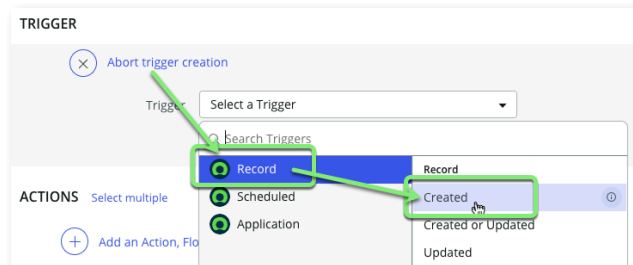 TRIGGER
Abort trigger creation
Trigger
Select a Trigger
Search Triggers
Record
Record
ACTIONS Select multiple
Scheduled
Created
Application
Created or Updated
Add an Action, Flo
Updated